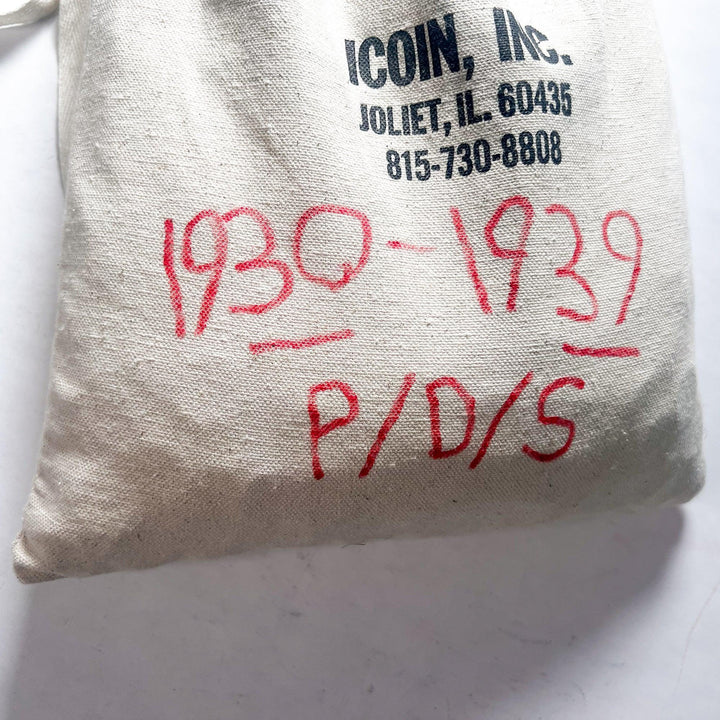 ICOIN, INC.
JOLIET, IL. 60435
815-730-8808
1930-1939
P/D/S